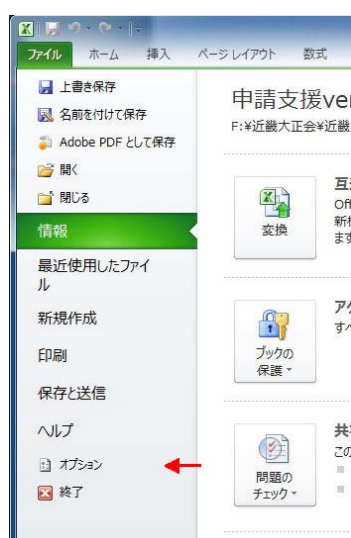 ファイル ホーム 挿入 ページ レイアウト 数式
上書き保存
名前を付けて保存
Adobe PDF として保存
開く
閉じる
情報
最近使用したファイ
ル
新規作成
印刷
保存と送信
ヘルプ
オプション
終了
申請支援ver
F:¥近畿大正会¥近畿
変換
互
Off
新
ます
ブックの
保護
ア
すべ
問題の
チェック
共
この